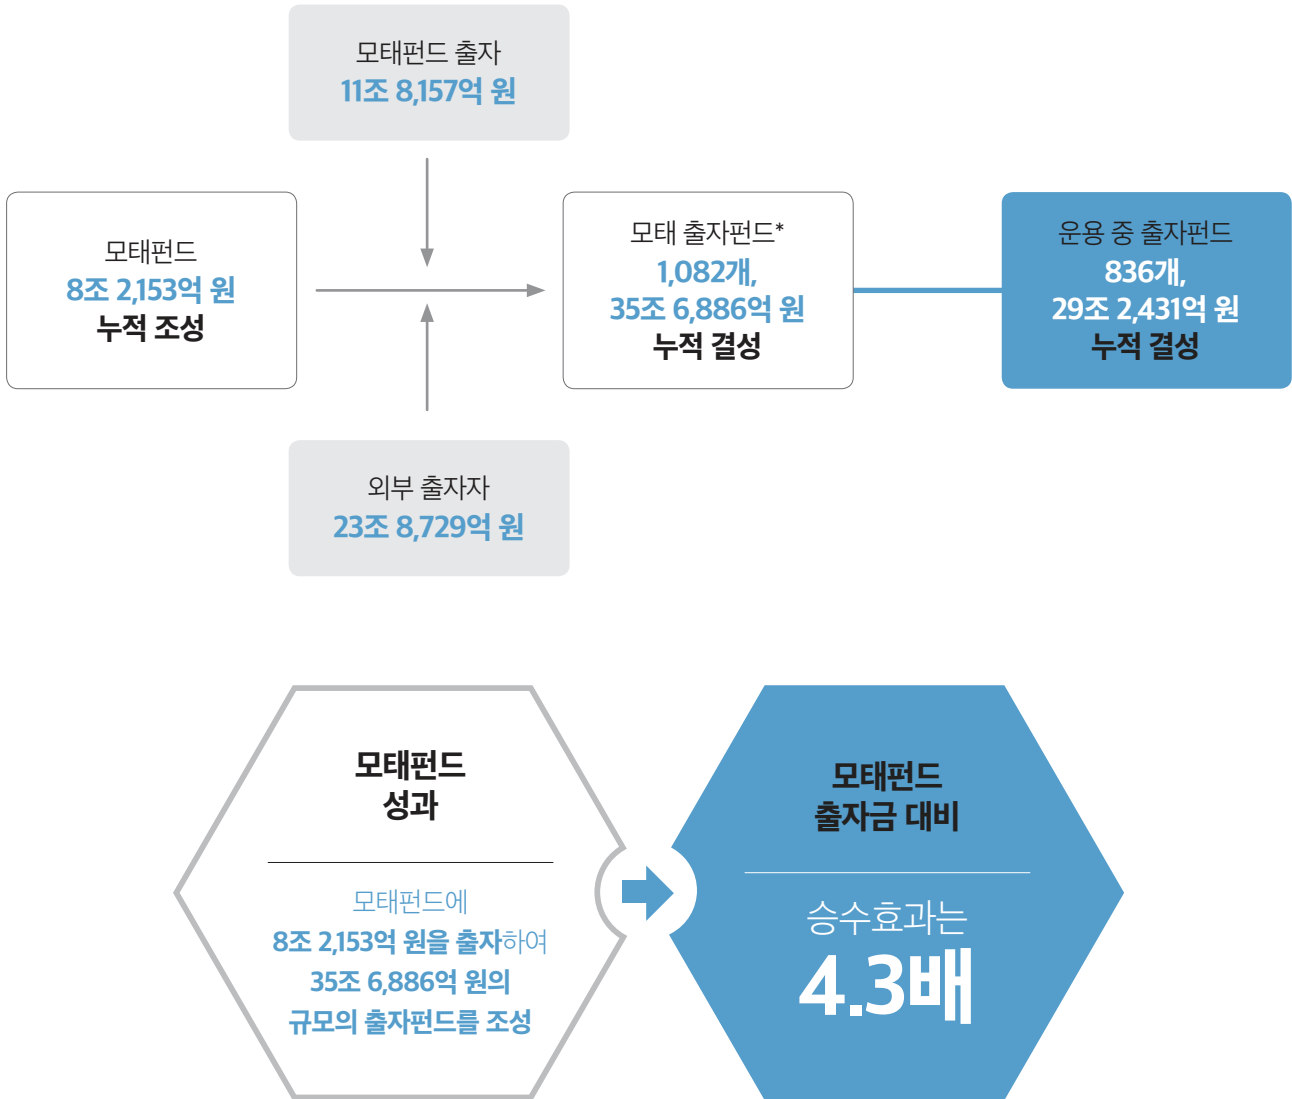 모태펀드 출자
11조 8,157억 원
모태펀드
8조 2,153억 원
누적 조성
모태 출자펀드*
1,082개,
35조 6,886억 원
누적 결성
운용 중 출자펀드
836개,
29조 2,431억 원
누적 결성
외부 출자자
23조 8,729억 원
모태펀드
성과
모태펀드에
8조 2,153억 원을 출자하여
35조 6,886억 원의
규모의 출자펀드를 조성
모태펀드
출자금 대비
승수효과는
4.3배